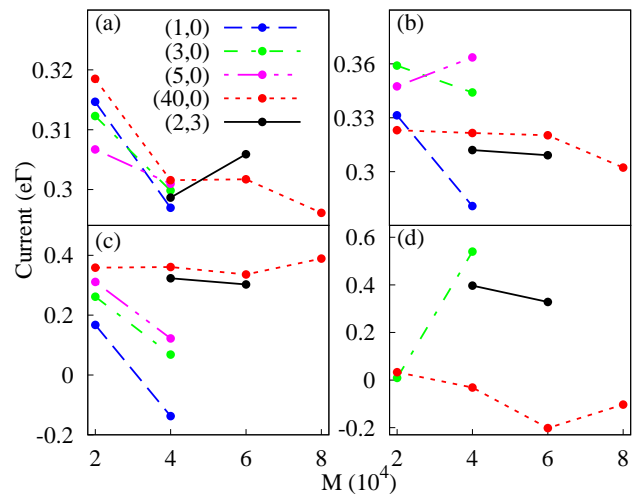 (a)
(1,0)
(3,0)
(5,0)
(40,0)
(2,3)
0.32
0.31
0.3
(b)
0.36
0.33
0.3
Current (eΓ)
(c)
0.4
0.2
0
-0.2
2 4 6 8
(d)
0.6
0.4
0.2
0
-0.2
2 4 6 8
M (10⁴)